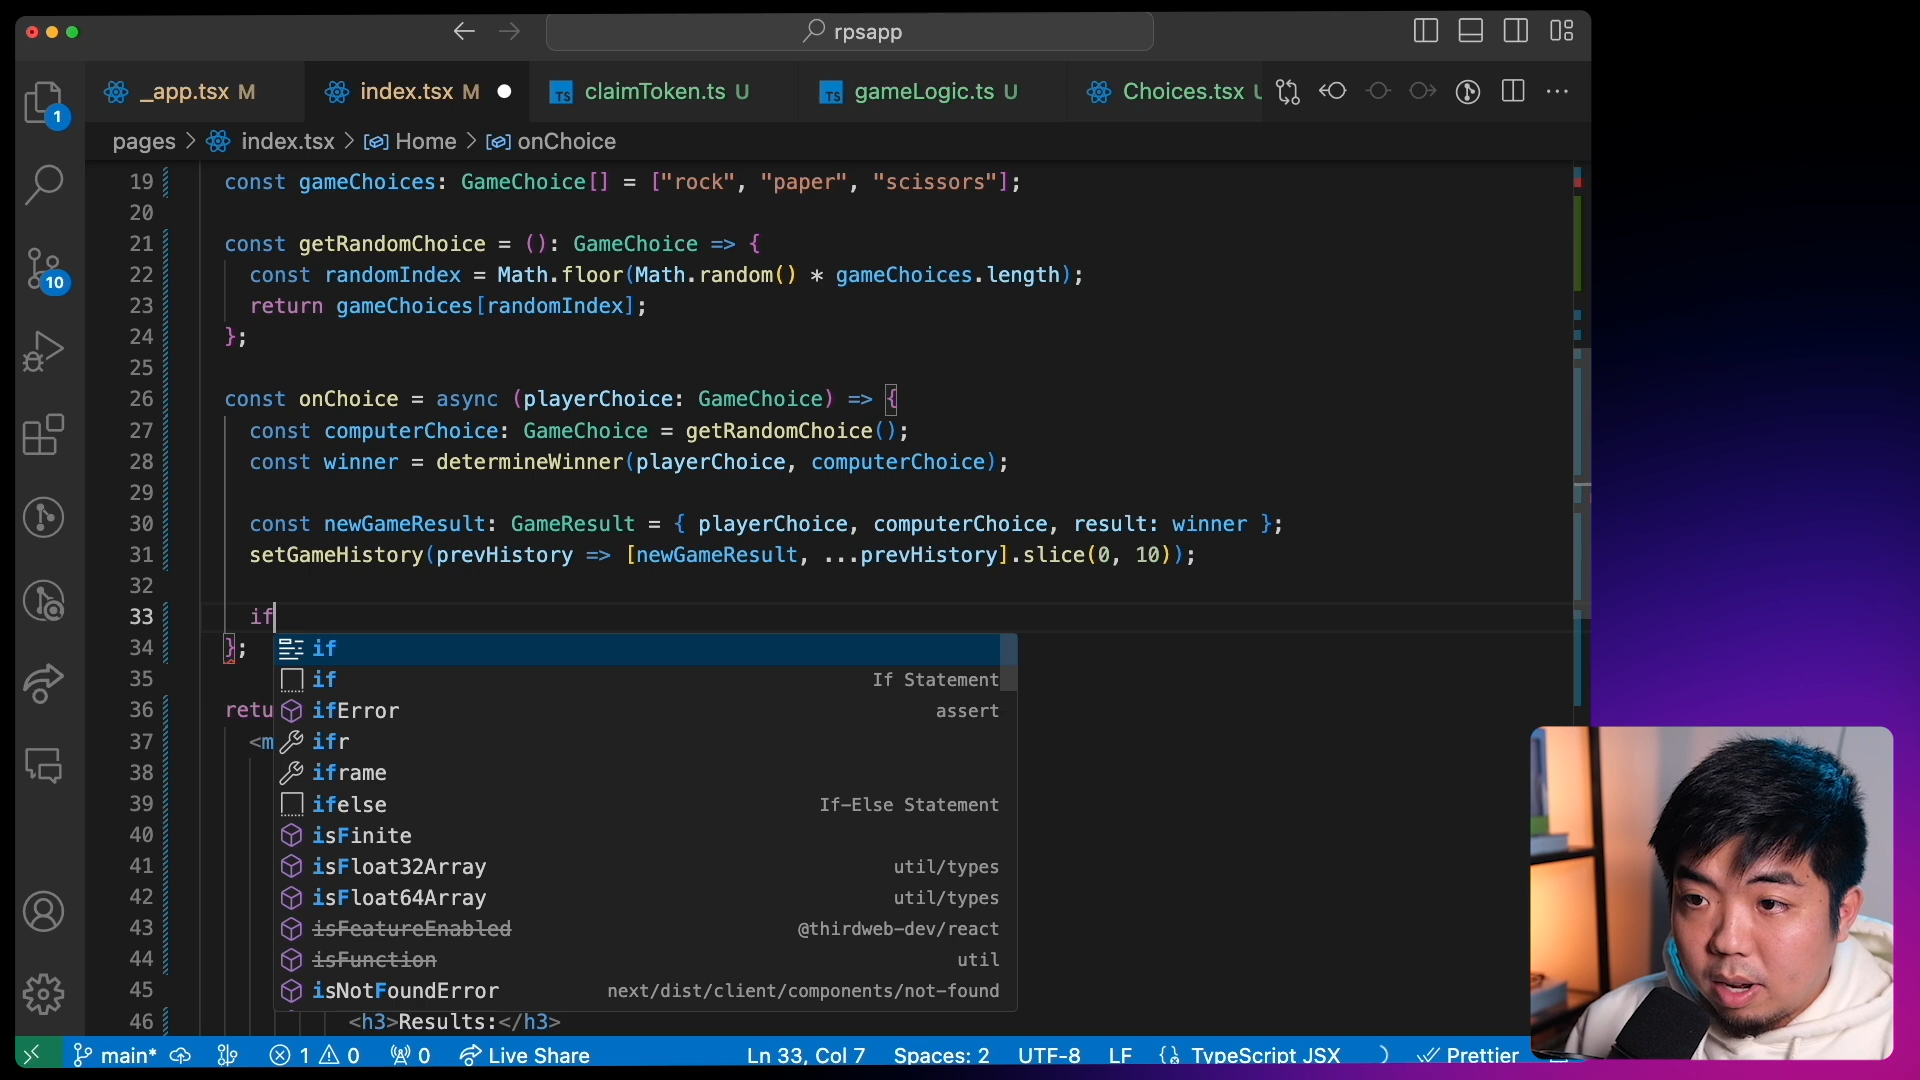 rpsapp
_app.tsx M
index.tsx M
TS claimToken.ts U
TS gameLogic.ts U
Choices.tsx U
pages > index.tsx > Home > onChoice
1
10
19 const gameChoices: GameChoice[] = ["rock", "paper", "scissors"];
20
21 const getRandomChoice = (): GameChoice => {
22 const randomIndex = Math.floor(Math.random() * gameChoices.length);
23 return gameChoices[randomIndex];
24 };
25
26 const onChoice = async (playerChoice: GameChoice) => {
27 const computerChoice: GameChoice = getRandomChoice();
28 const winner = determineWinner(playerChoice, computerChoice);
29
30 const newGameResult: GameResult = { playerChoice, computerChoice, result: winner };
31 setGameHistory(prevHistory => [newGameResult, ...prevHistory].slice(0, 10));
32
33 if
34 };
35
36 retu
37 <m
38
39
40
41
42
43
44
45
46 <h3>Results:</h3>
if
if If Statement
ifError assert
ifr
iframe
ifelse If-Else Statement
isFinite
isFloat32Array util/types
isFloat64Array util/types
isFeatureEnabled @thirdweb-dev/react
isFunction util
isNotFoundError next/dist/client/components/not-found
main* 1 0 0 Live Share Ln 33, Col 7 Spaces: 2 UTF-8 LF TypeScript JSX Prettier